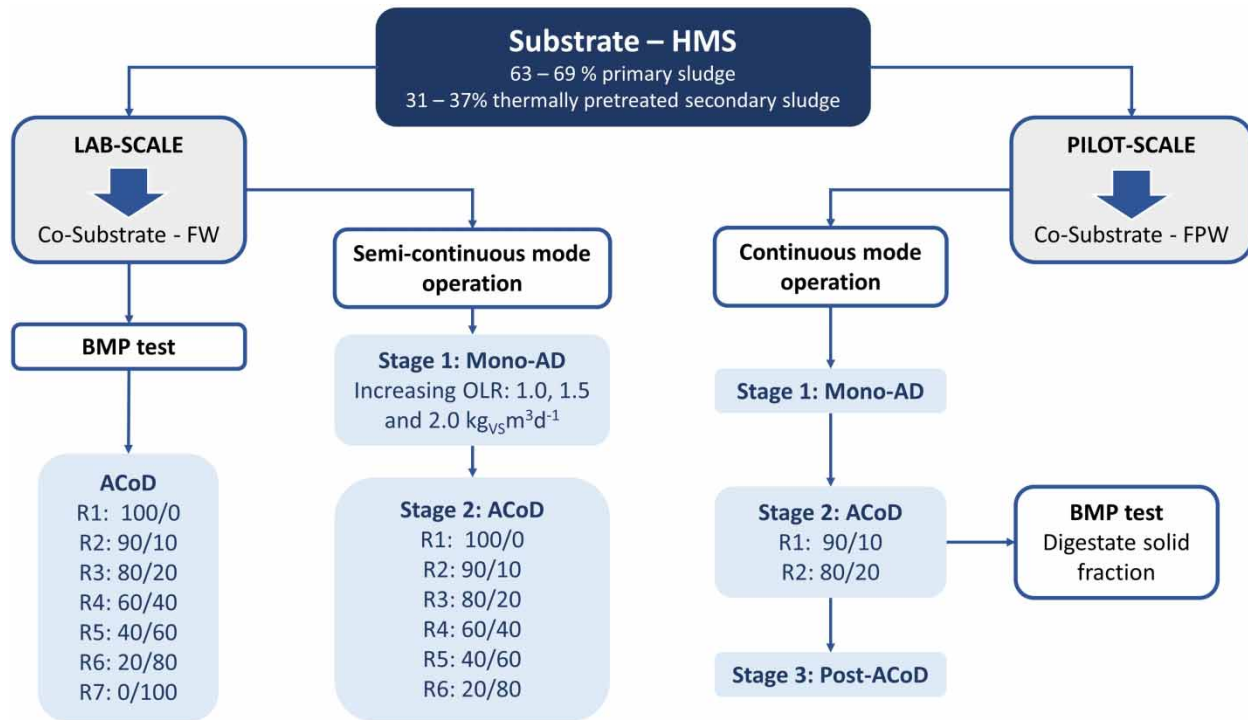 Substrate – HMS
63 – 69 % primary sludge
31 – 37% thermally pretreated secondary sludge
LAB-SCALE
Co-Substrate - FW
PILOT-SCALE
Co-Substrate - FPW
BMP test
ACoD
R1: 100/0
R2: 90/10
R3: 80/20
R4: 60/40
R5: 40/60
R6: 20/80
R7: 0/100
Semi-continuous mode
operation
Stage 1: Mono-AD
Increasing OLR: 1.0, 1.5
and 2.0 kgVSm³d⁻¹
Stage 2: ACoD
R1: 100/0
R2: 90/10
R3: 80/20
R4: 60/40
R5: 40/60
R6: 20/80
Continuous mode
operation
Stage 1: Mono-AD
Stage 2: ACoD
R1: 90/10
R2: 80/20
BMP test
Digestate solid
fraction
Stage 3: Post-ACoD